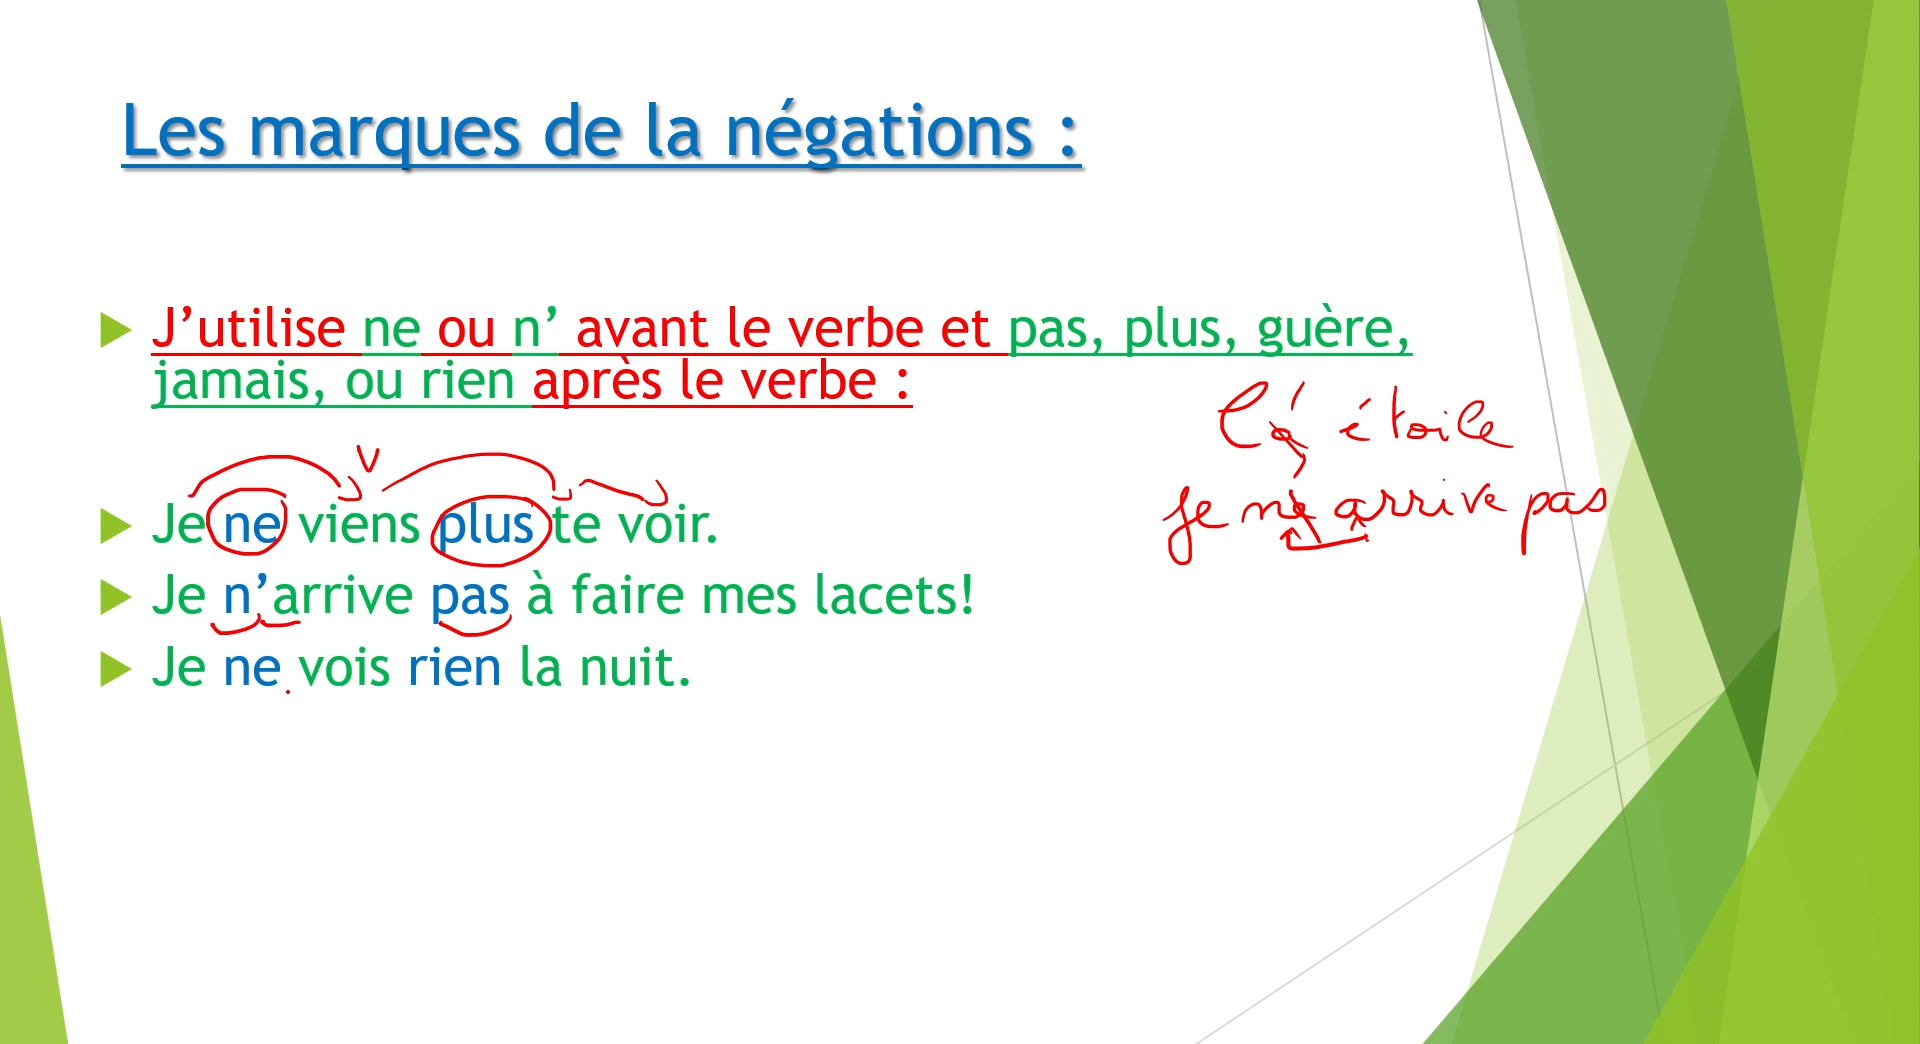 Les marques de la négations :
J’utilise ne ou n’ avant le verbe et pas, plus, guère,
jamais, ou rien après le verbe :
la étoile
V
Je ne viens plus te voir.
je ne arrive pas
Je n’arrive pas à faire mes lacets!
Je ne vois rien la nuit.